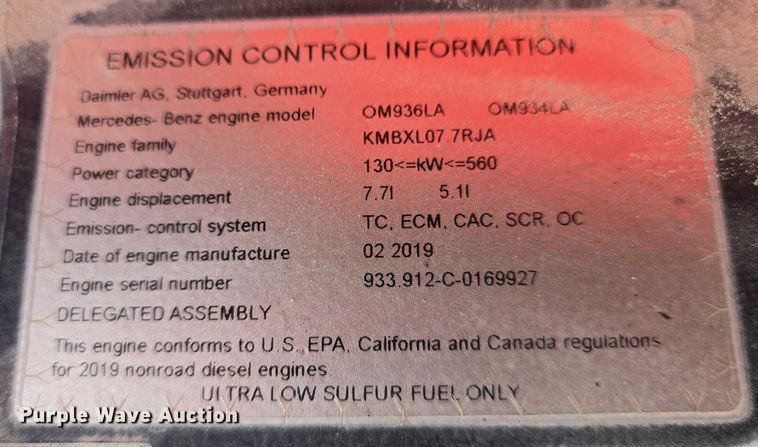 EMISSION CONTROL INFORMATION
Daimler AG, Stuttgart, Germany
Mercedes- Benz engine model OM936LA OM934LA
Engine family KMBXL07.7RJA
Power category 130<=kW<=560
Engine displacement 7.7l 5.1l
Emission- control system TC, ECM, CAC, SCR, OC
Date of engine manufacture 02 2019
Engine serial number 933.912-C-0169927
DELEGATED ASSEMBLY
This engine conforms to U.S., EPA, California and Canada regulations
for 2019 nonroad diesel engines.
ULTRA LOW SULFUR FUEL ONLY
Purple Wave Auction